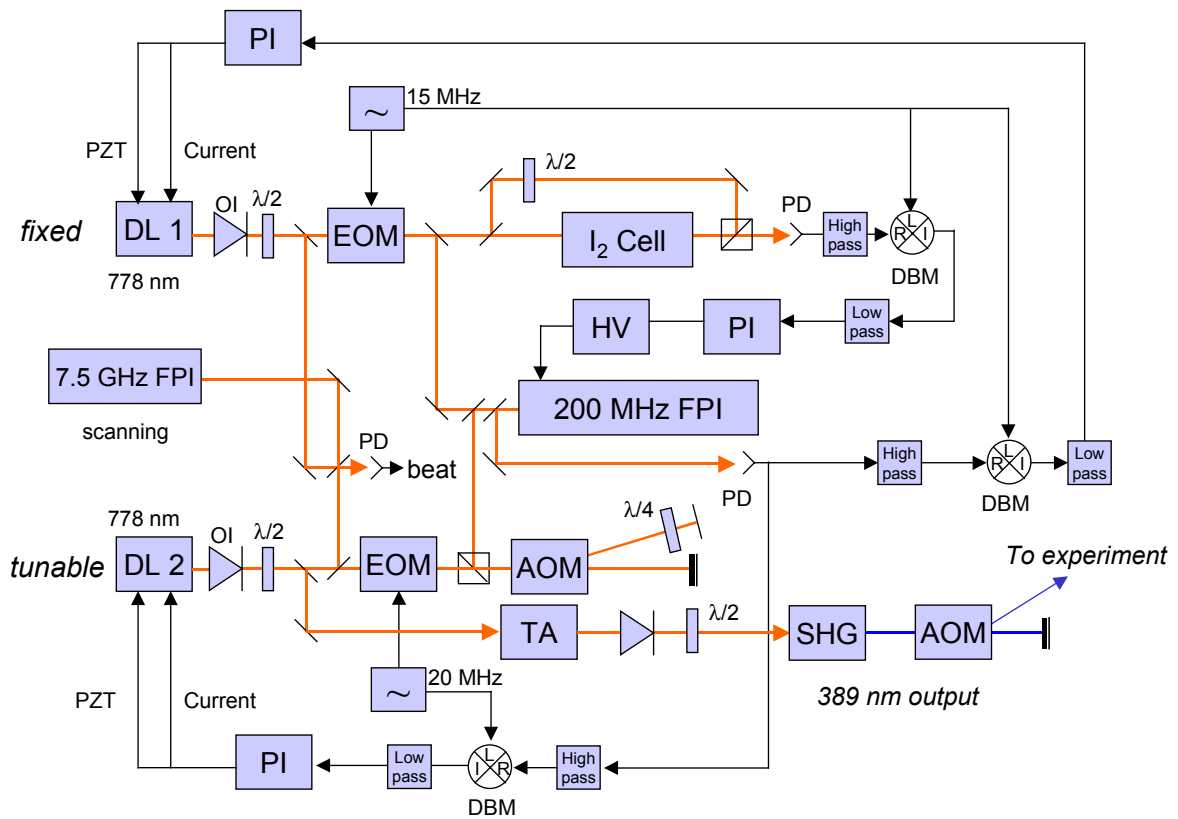 PI
~
15 MHz
PZT
Current
λ/2
OI
λ/2
PD
fixed
DL 1
EOM
I₂ Cell
High pass
R L I
DBM
778 nm
HV
PI
Low pass
7.5 GHz FPI
200 MHz FPI
scanning
PD
beat
High pass
R L I
Low pass
PD
DBM
778 nm
OI
λ/2
λ/4
tunable
DL 2
EOM
AOM
To experiment
TA
λ/2
SHG
AOM
~
20 MHz
389 nm output
PZT
Current
PI
Low pass
I L R
High pass
DBM